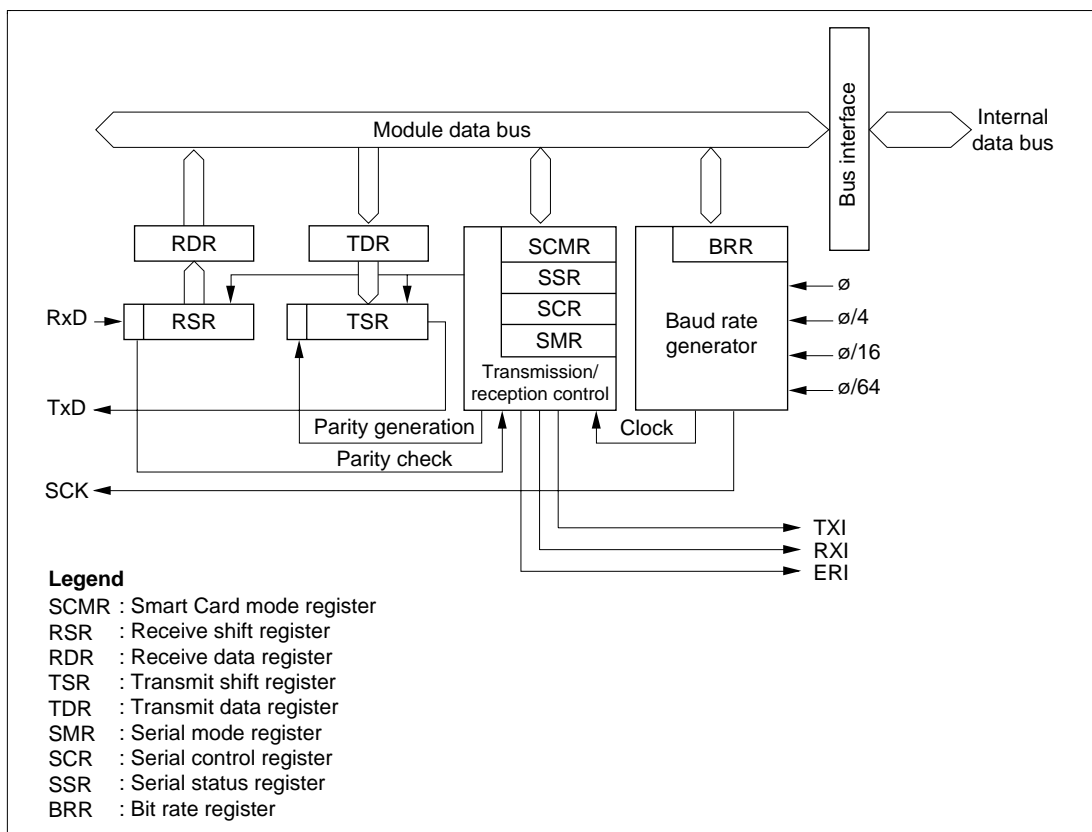 Module data bus
Bus interface
Internal
data bus
RDR
TDR
SCMR
SSR
SCR
SMR
Transmission/
reception control
BRR
Baud rate
generator
ø
ø/4
ø/16
ø/64
RxD
RSR
TSR
TxD
Parity generation
Clock
Parity check
SCK
TXI
RXI
ERI
Legend
SCMR : Smart Card mode register
RSR : Receive shift register
RDR : Receive data register
TSR : Transmit shift register
TDR : Transmit data register
SMR : Serial mode register
SCR : Serial control register
SSR : Serial status register
BRR : Bit rate register